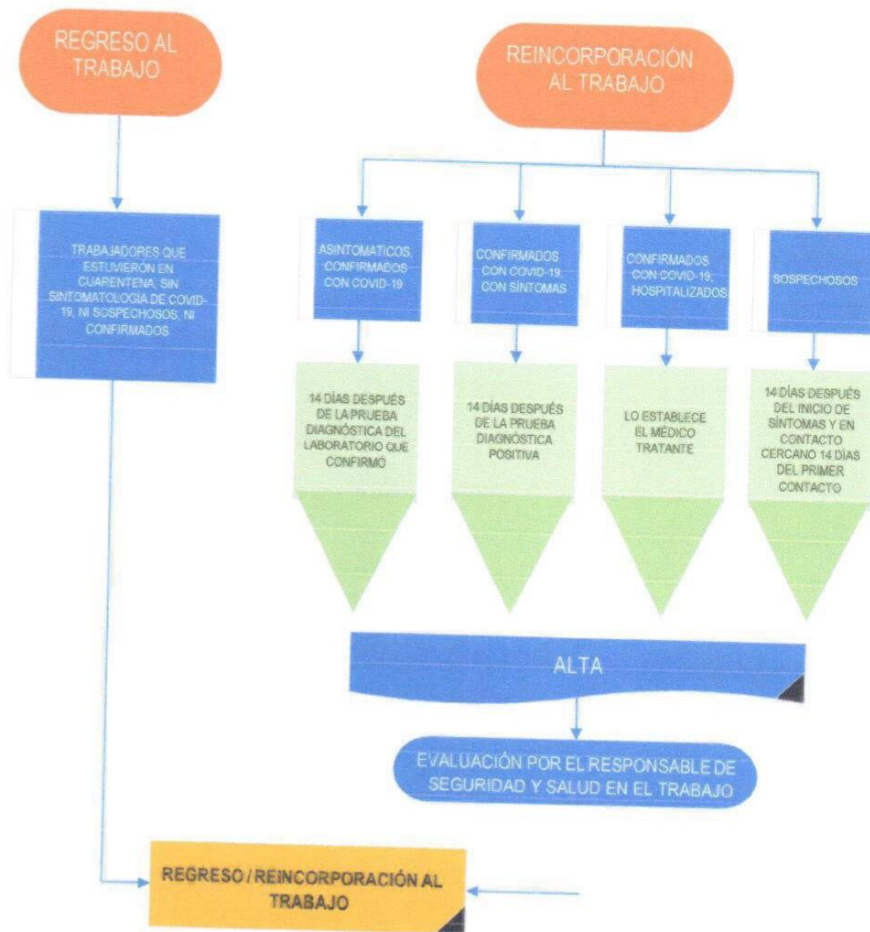 REGRESO AL
TRABAJO
REINCORPORACIÓN
AL TRABAJO
TRABAJADORES QUE
ESTUVIERÓN EN
CUARENTENA, SIN
SINTOMATOLOGÍA DE COVID-
19, NI SOSPECHOSOS, NI
CONFIRMADOS
ASINTOMATICOS,
CONFIRMADOS
CON COVID-19
CONFIRMADOS
CON COVID-19,
CON SÍNTOMAS
CONFIRMADOS
CON COVID-19,
HOSPITALIZADOS
SOSPECHOSOS
14 DÍAS DESPUÉS
DE LA PRUEBA
DIAGNÓSTICA DEL
LABORATORIO QUE
CONFIRMÓ
14 DÍAS DESPUÉS
DE LA PRUEBA
DIAGNÓSTICA
POSITIVA
LO ESTABLECE
EL MÉDICO
TRATANTE
14 DÍAS DESPUÉS
DEL INICIO DE
SÍNTOMAS Y EN
CONTACTO
CERCANO 14 DÍAS
DEL PRIMER
CONTACTO
ALTA
EVALUACIÓN POR EL RESPONSABLE DE
SEGURIDAD Y SALUD EN EL TRABAJO
REGRESO / REINCORPORACIÓN AL
TRABAJO